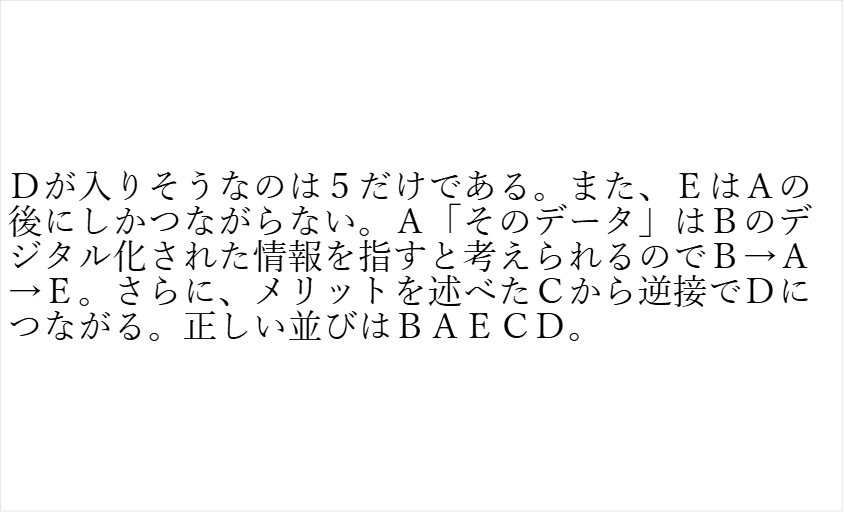 Ｄが入りそうなのは５だけである。また、ＥはＡの
後にしかつながらない。Ａ「そのデータ」はＢのデ
ジタル化された情報を指すと考えられるのでＢ→Ａ
→Ｅ。さらに、メリットを述べたＣから逆接でＤに
つながる。正しい並びはＢＡＥＣＤ。